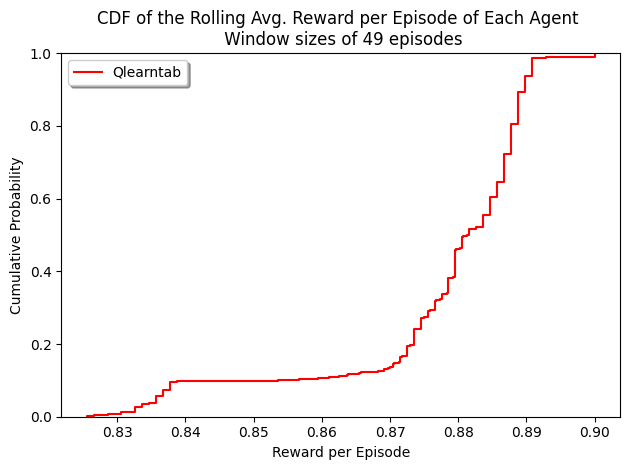 CDF of the Rolling Avg. Reward per Episode of Each Agent
Window sizes of 49 episodes
Qlearntab
Cumulative Probability
1.0
0.8
0.6
0.4
0.2
0.0
0.83 0.84 0.85 0.86 0.87 0.88 0.89 0.90
Reward per Episode